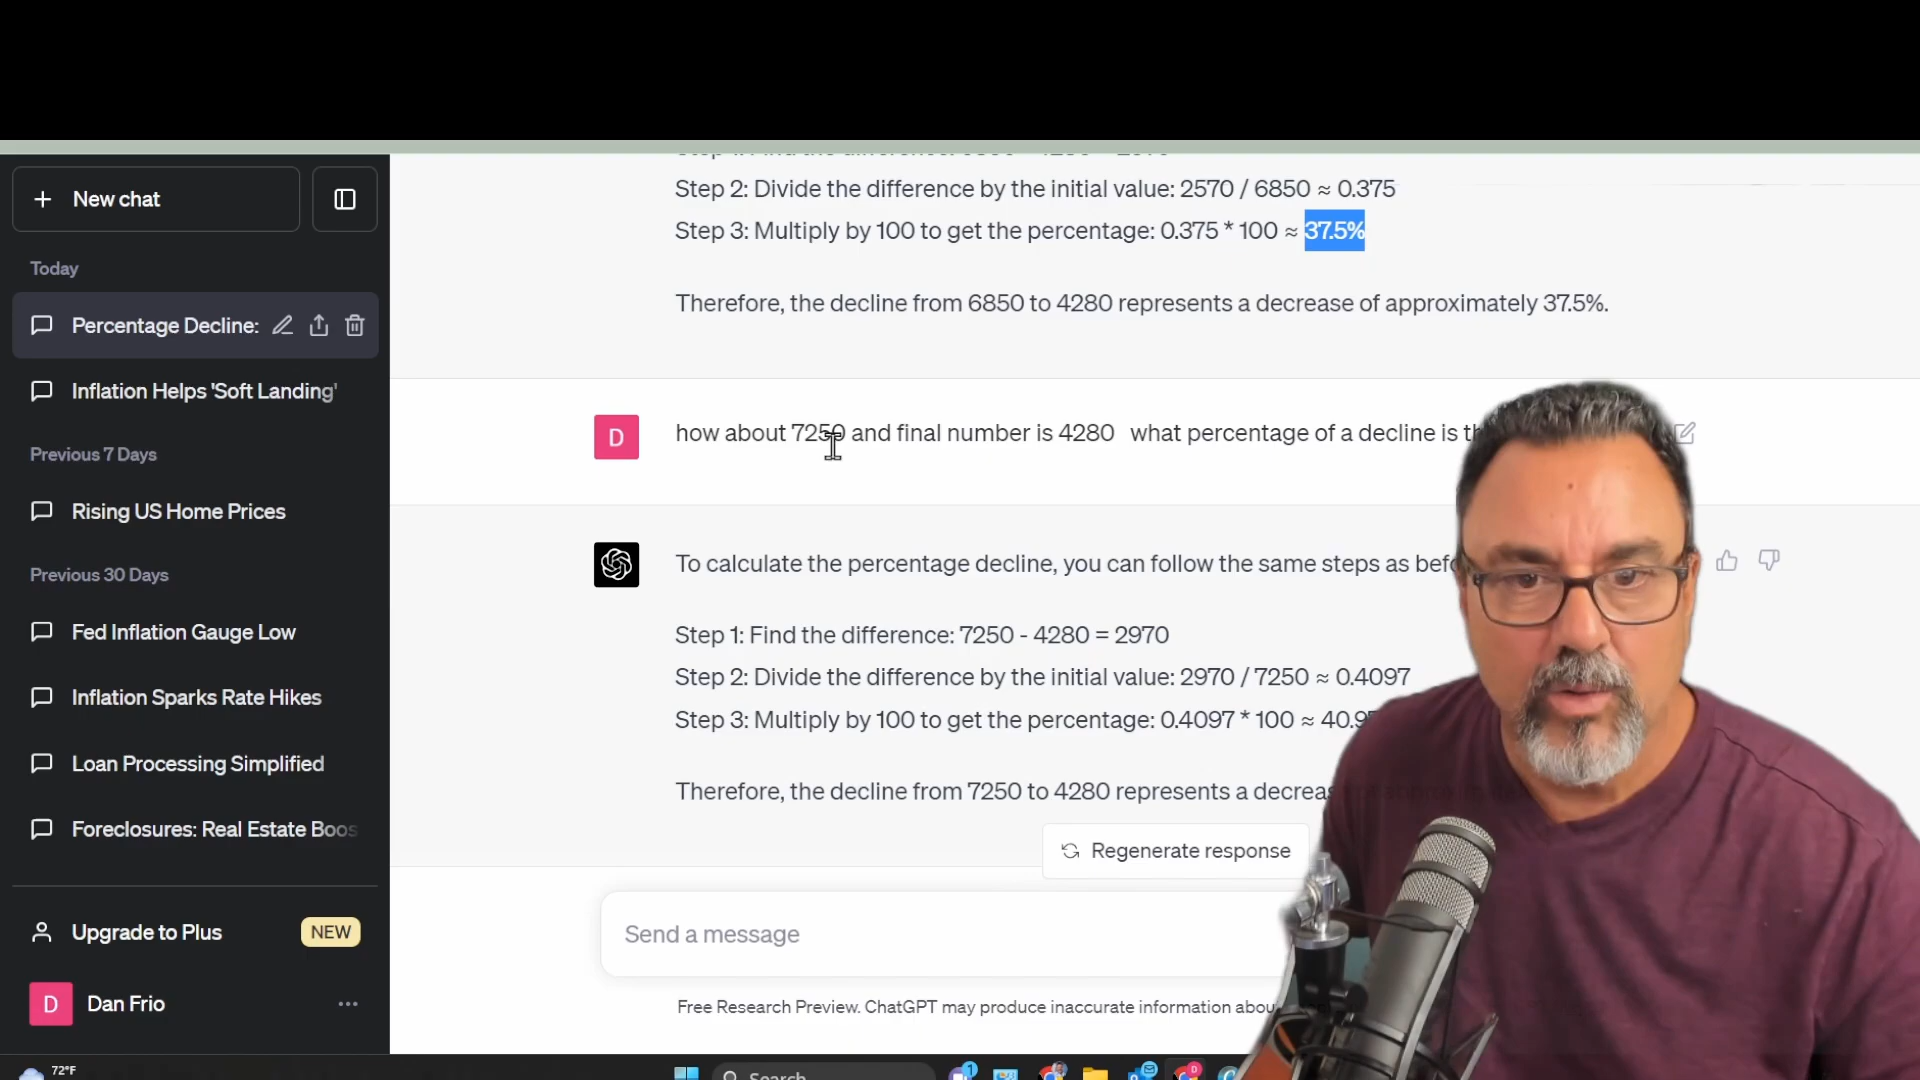 New chat
Today
Percentage Decline:
Inflation Helps 'Soft Landing'
Previous 7 Days
Rising US Home Prices
Previous 30 Days
Fed Inflation Gauge Low
Inflation Sparks Rate Hikes
Loan Processing Simplified
Foreclosures: Real Estate Boos
Upgrade to Plus NEW
D Dan Frio
Step 2: Divide the difference by the initial value: 2570 / 6850 ≈ 0.375
Step 3: Multiply by 100 to get the percentage: 0.375 * 100 ≈ 37.5%
Therefore, the decline from 6850 to 4280 represents a decrease of approximately 37.5%.
D how about 7250 and final number is 4280 what percentage of a decline is
To calculate the percentage decline, you can follow the same steps as
Step 1: Find the difference: 7250 - 4280 = 2970
Step 2: Divide the difference by the initial value: 2970 / 7250 ≈ 0.4097
Step 3: Multiply by 100 to get the percentage: 0.4097 * 100 ≈
Therefore, the decline from 7250 to 4280 represents a
Regenerate response
Send a message
Free Research Preview. ChatGPT may produce inaccurate information
72°F
Search